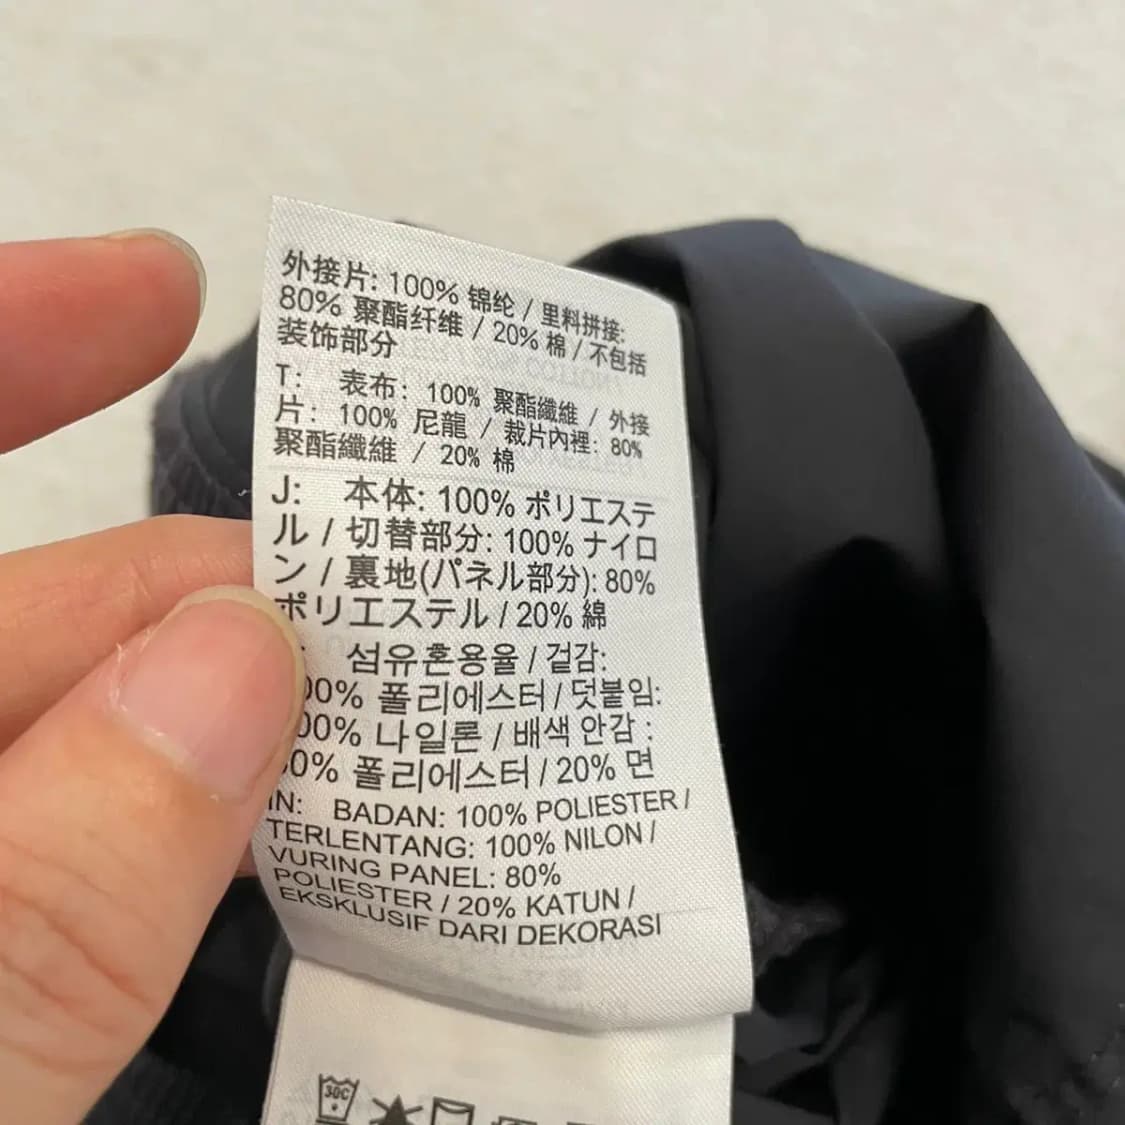 外接片: 100% 锦纶 / 里料拼接:
80% 聚酯纤维 / 20% 棉 / 不包括
装饰部分
T: 表布: 100% 聚酯纖維 / 外接
片: 100% 尼龍 / 裁片內裡: 80%
聚酯纖維 / 20% 棉
J: 本体: 100% ポリエステ
ル / 切替部分: 100% ナイロ
ン / 裏地(パネル部分): 80%
ポリエステル / 20% 綿
섬유혼용율 / 겉감:
00% 폴리에스터 / 덧붙임:
00% 나일론 / 배색 안감 :
0% 폴리에스터 / 20% 면
IN: BADAN: 100% POLIESTER /
TERLENTANG: 100% NILON /
VURING PANEL: 80%
POLIESTER / 20% KATUN /
EKSKLUSIF DARI DEKORASI
30C